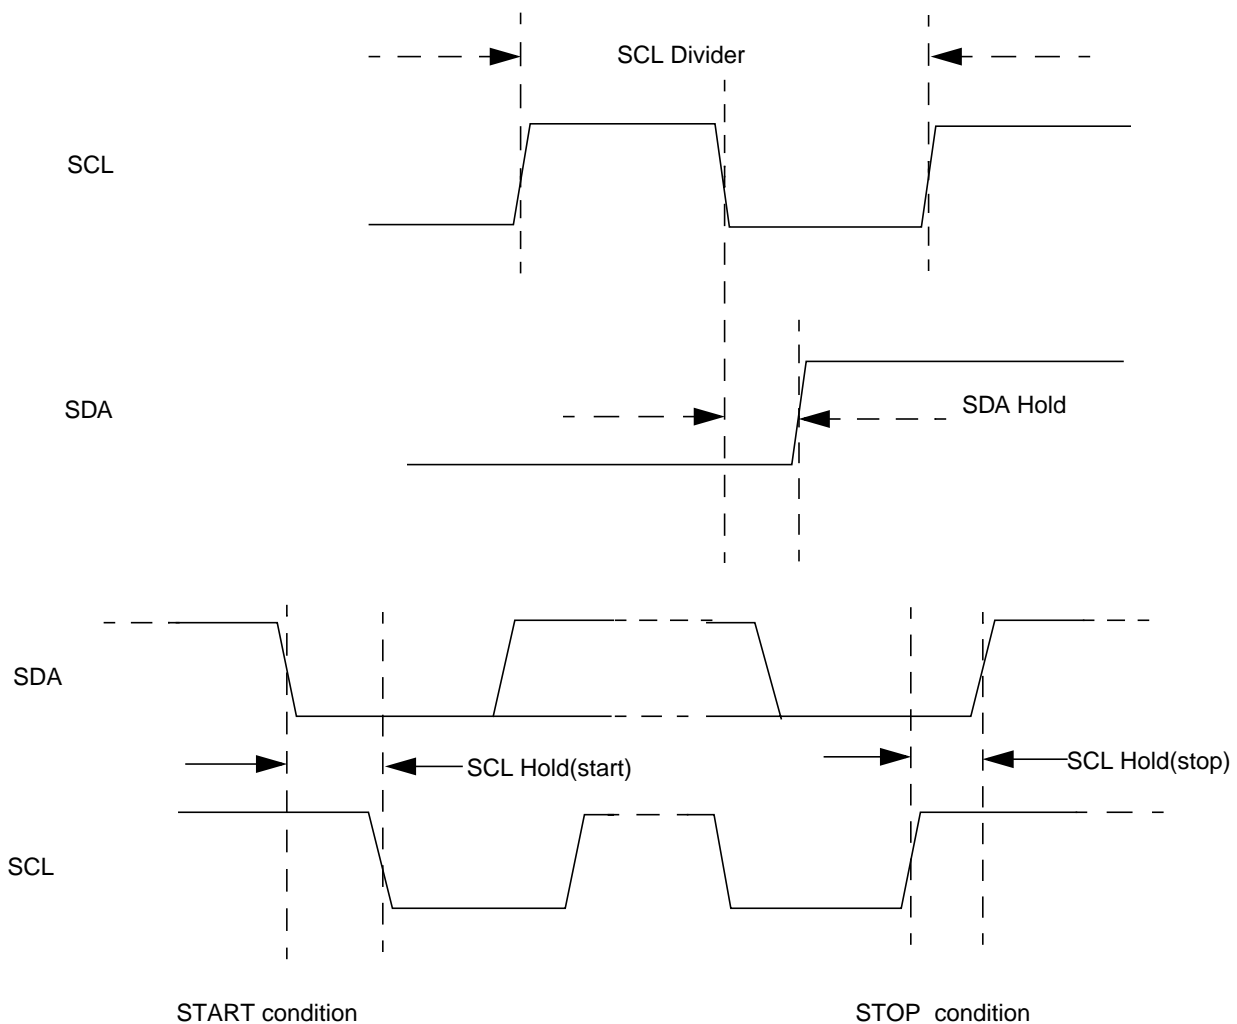 SCL Divider
SCL
SDA
SDA Hold
SDA
SCL Hold(start)
SCL Hold(stop)
SCL
START condition
STOP condition